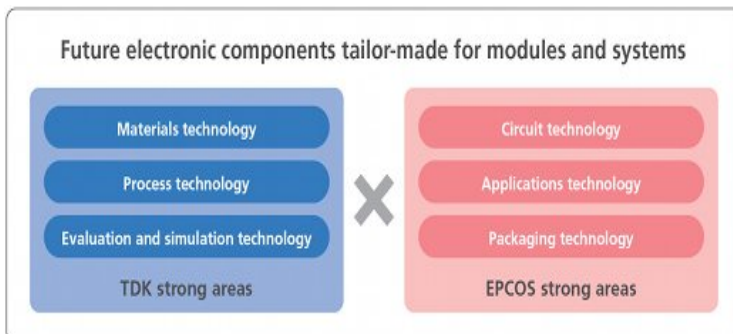 Future electronic components tailor-made for modules and systems
Materials technology
Process technology
Evaluation and simulation technology
TDK strong areas
Circuit technology
Applications technology
Packaging technology
EPCOS strong areas